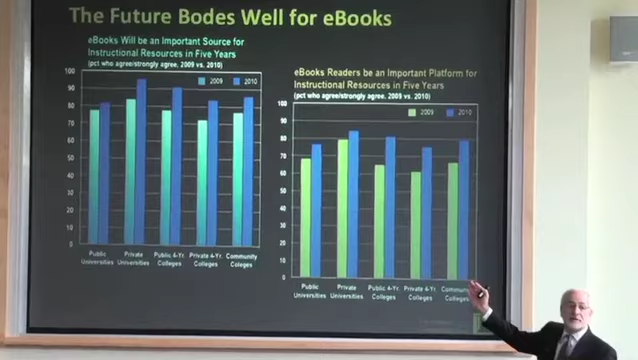 The Future Bodes Well for eBooks
eBooks Will be an Important Source for
Instructional Resources in Five Years
(pct who agree/strongly agree, 2009 vs. 2010)
100
90
80
70
60
50
40
30
20
10
0
2009
2010
Public
Universities
Private
Universities
Public 4-Yr.
Colleges
Private 4-Yr.
Colleges
Community
Coleges
eBooks Readers be an Important Platform for
Instructional Resources in Five Years
(pct who agree/strongly agree, 2009 vs. 2010)
100
90
80
70
60
50
40
30
20
10
0
2009
2010
Public
Universities
Private
Universities
Public 4-Yr.
Colleges
Private 4-Yr.
Colleges
Community
Colleges